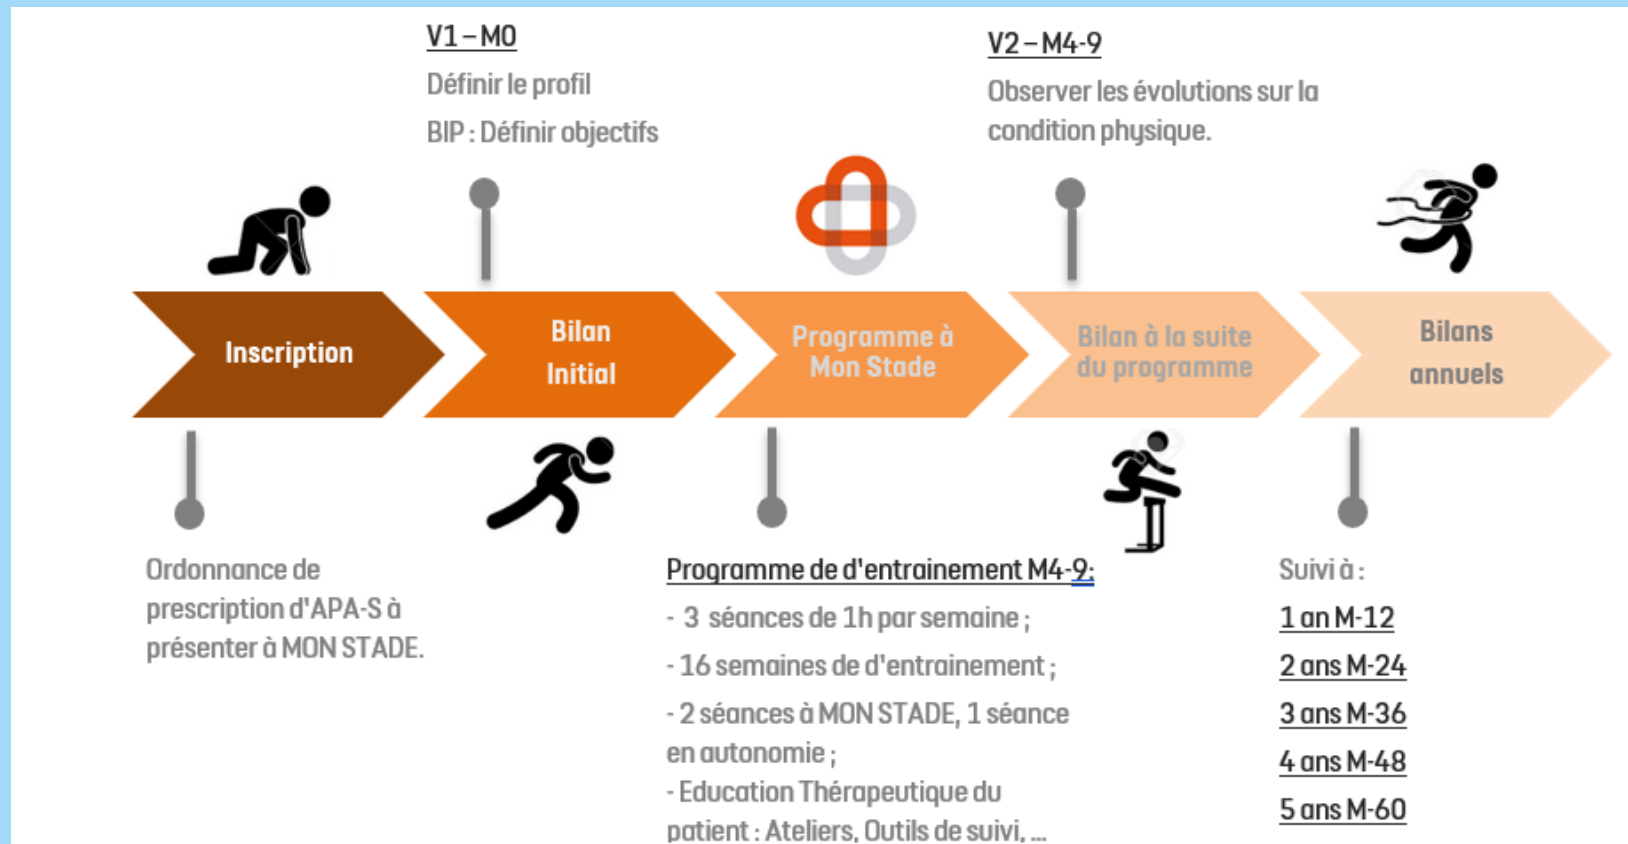 V1 – M0
Définir le profil
BIP : Définir objectifs
V2 – M4-9
Observer les évolutions sur la
condition physique.
Inscription
Bilan
Initial
Programme à
Mon Stade
Bilan à la suite
du programme
Bilans
annuels
Ordonnance de
prescription d'APA-S à
présenter à MON STADE.
Programme de d'entrainement M4-9:
- 3 séances de 1h par semaine ;
- 16 semaines de d'entrainement ;
- 2 séances à MON STADE, 1 séance
en autonomie ;
- Education Thérapeutique du
patient : Ateliers, Outils de suivi, ...
Suivi à :
1 an M-12
2 ans M-24
3 ans M-36
4 ans M-48
5 ans M-60